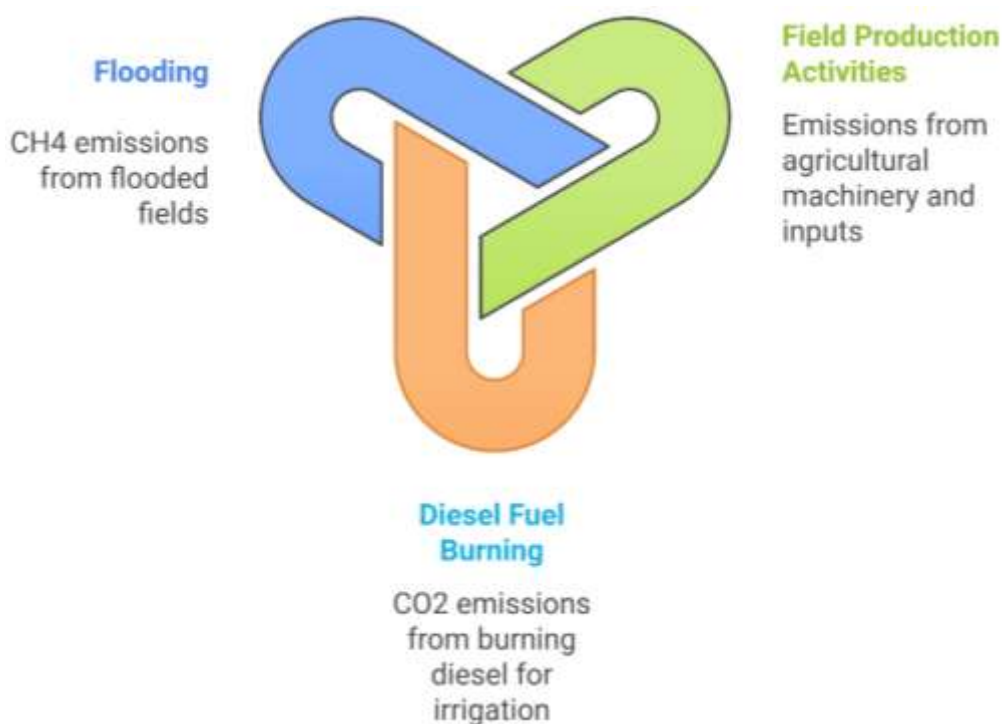 Flooding
CH4 emissions
from flooded
fields
Field Production
Activities
Emissions from
agricultural
machinery and
inputs
Diesel Fuel
Burning
CO2 emissions
from burning
diesel for
irrigation